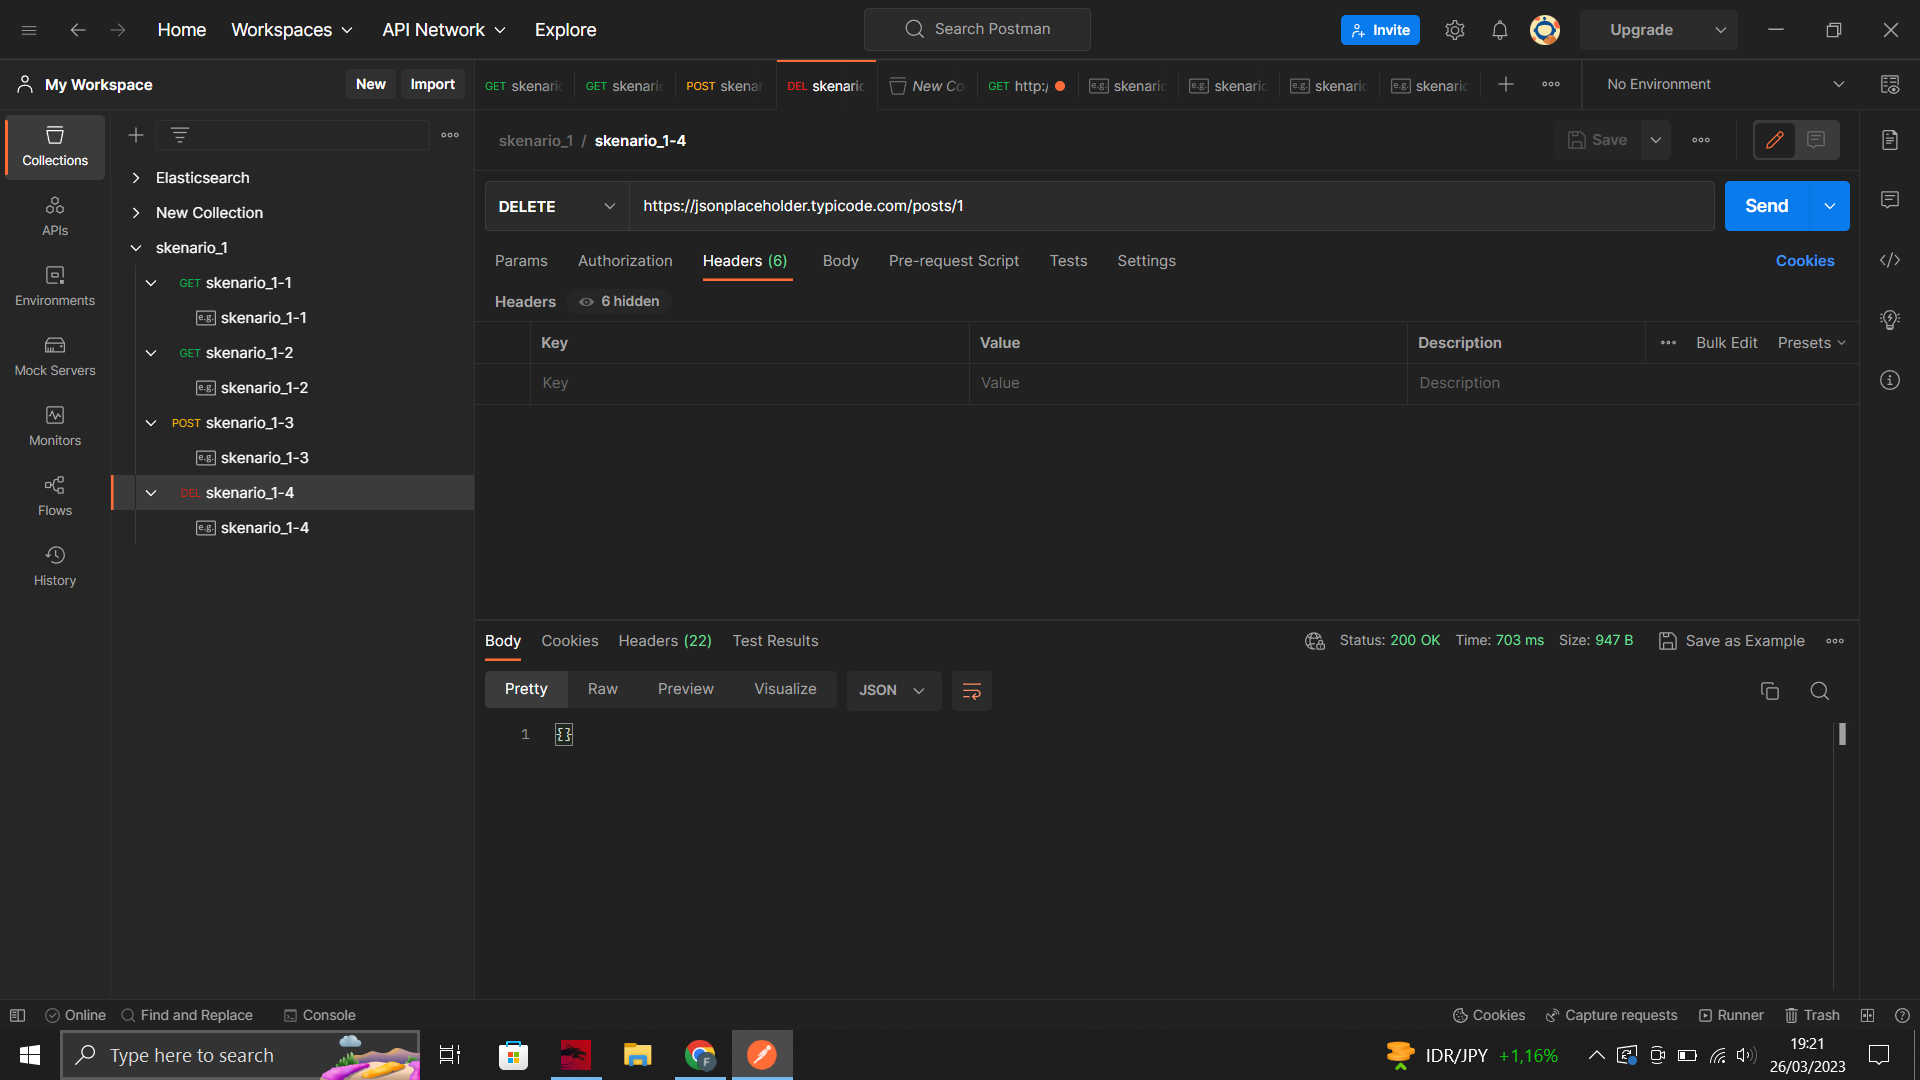 Home Workspaces API Network Explore Search Postman Invite Upgrade
My Workspace New Import
GET skenari GET skenari POST skenar DEL skenari New Co GET http:/ e.g. skenari e.g. skenari e.g. skenari e.g. skenari No Environment
skenario_1 / skenario_1-4 Save
Collections
APIs
Environments
Mock Servers
Monitors
Flows
History
Elasticsearch
New Collection
skenario_1
GET skenario_1-1
e.g. skenario_1-1
GET skenario_1-2
e.g. skenario_1-2
POST skenario_1-3
e.g. skenario_1-3
DEL skenario_1-4
e.g. skenario_1-4
DELETE https://jsonplaceholder.typicode.com/posts/1 Send
Params Authorization Headers (6) Body Pre-request Script Tests Settings Cookies
Headers 6 hidden
Key Value Description Bulk Edit Presets
Key Value Description
Body Cookies Headers (22) Test Results Status: 200 OK Time: 703 ms Size: 947 B Save as Example
Pretty Raw Preview Visualize JSON
1 {}
Online Find and Replace Console Cookies Capture requests Runner Trash
Type here to search F IDR/JPY +1,16% 19:21
26/03/2023